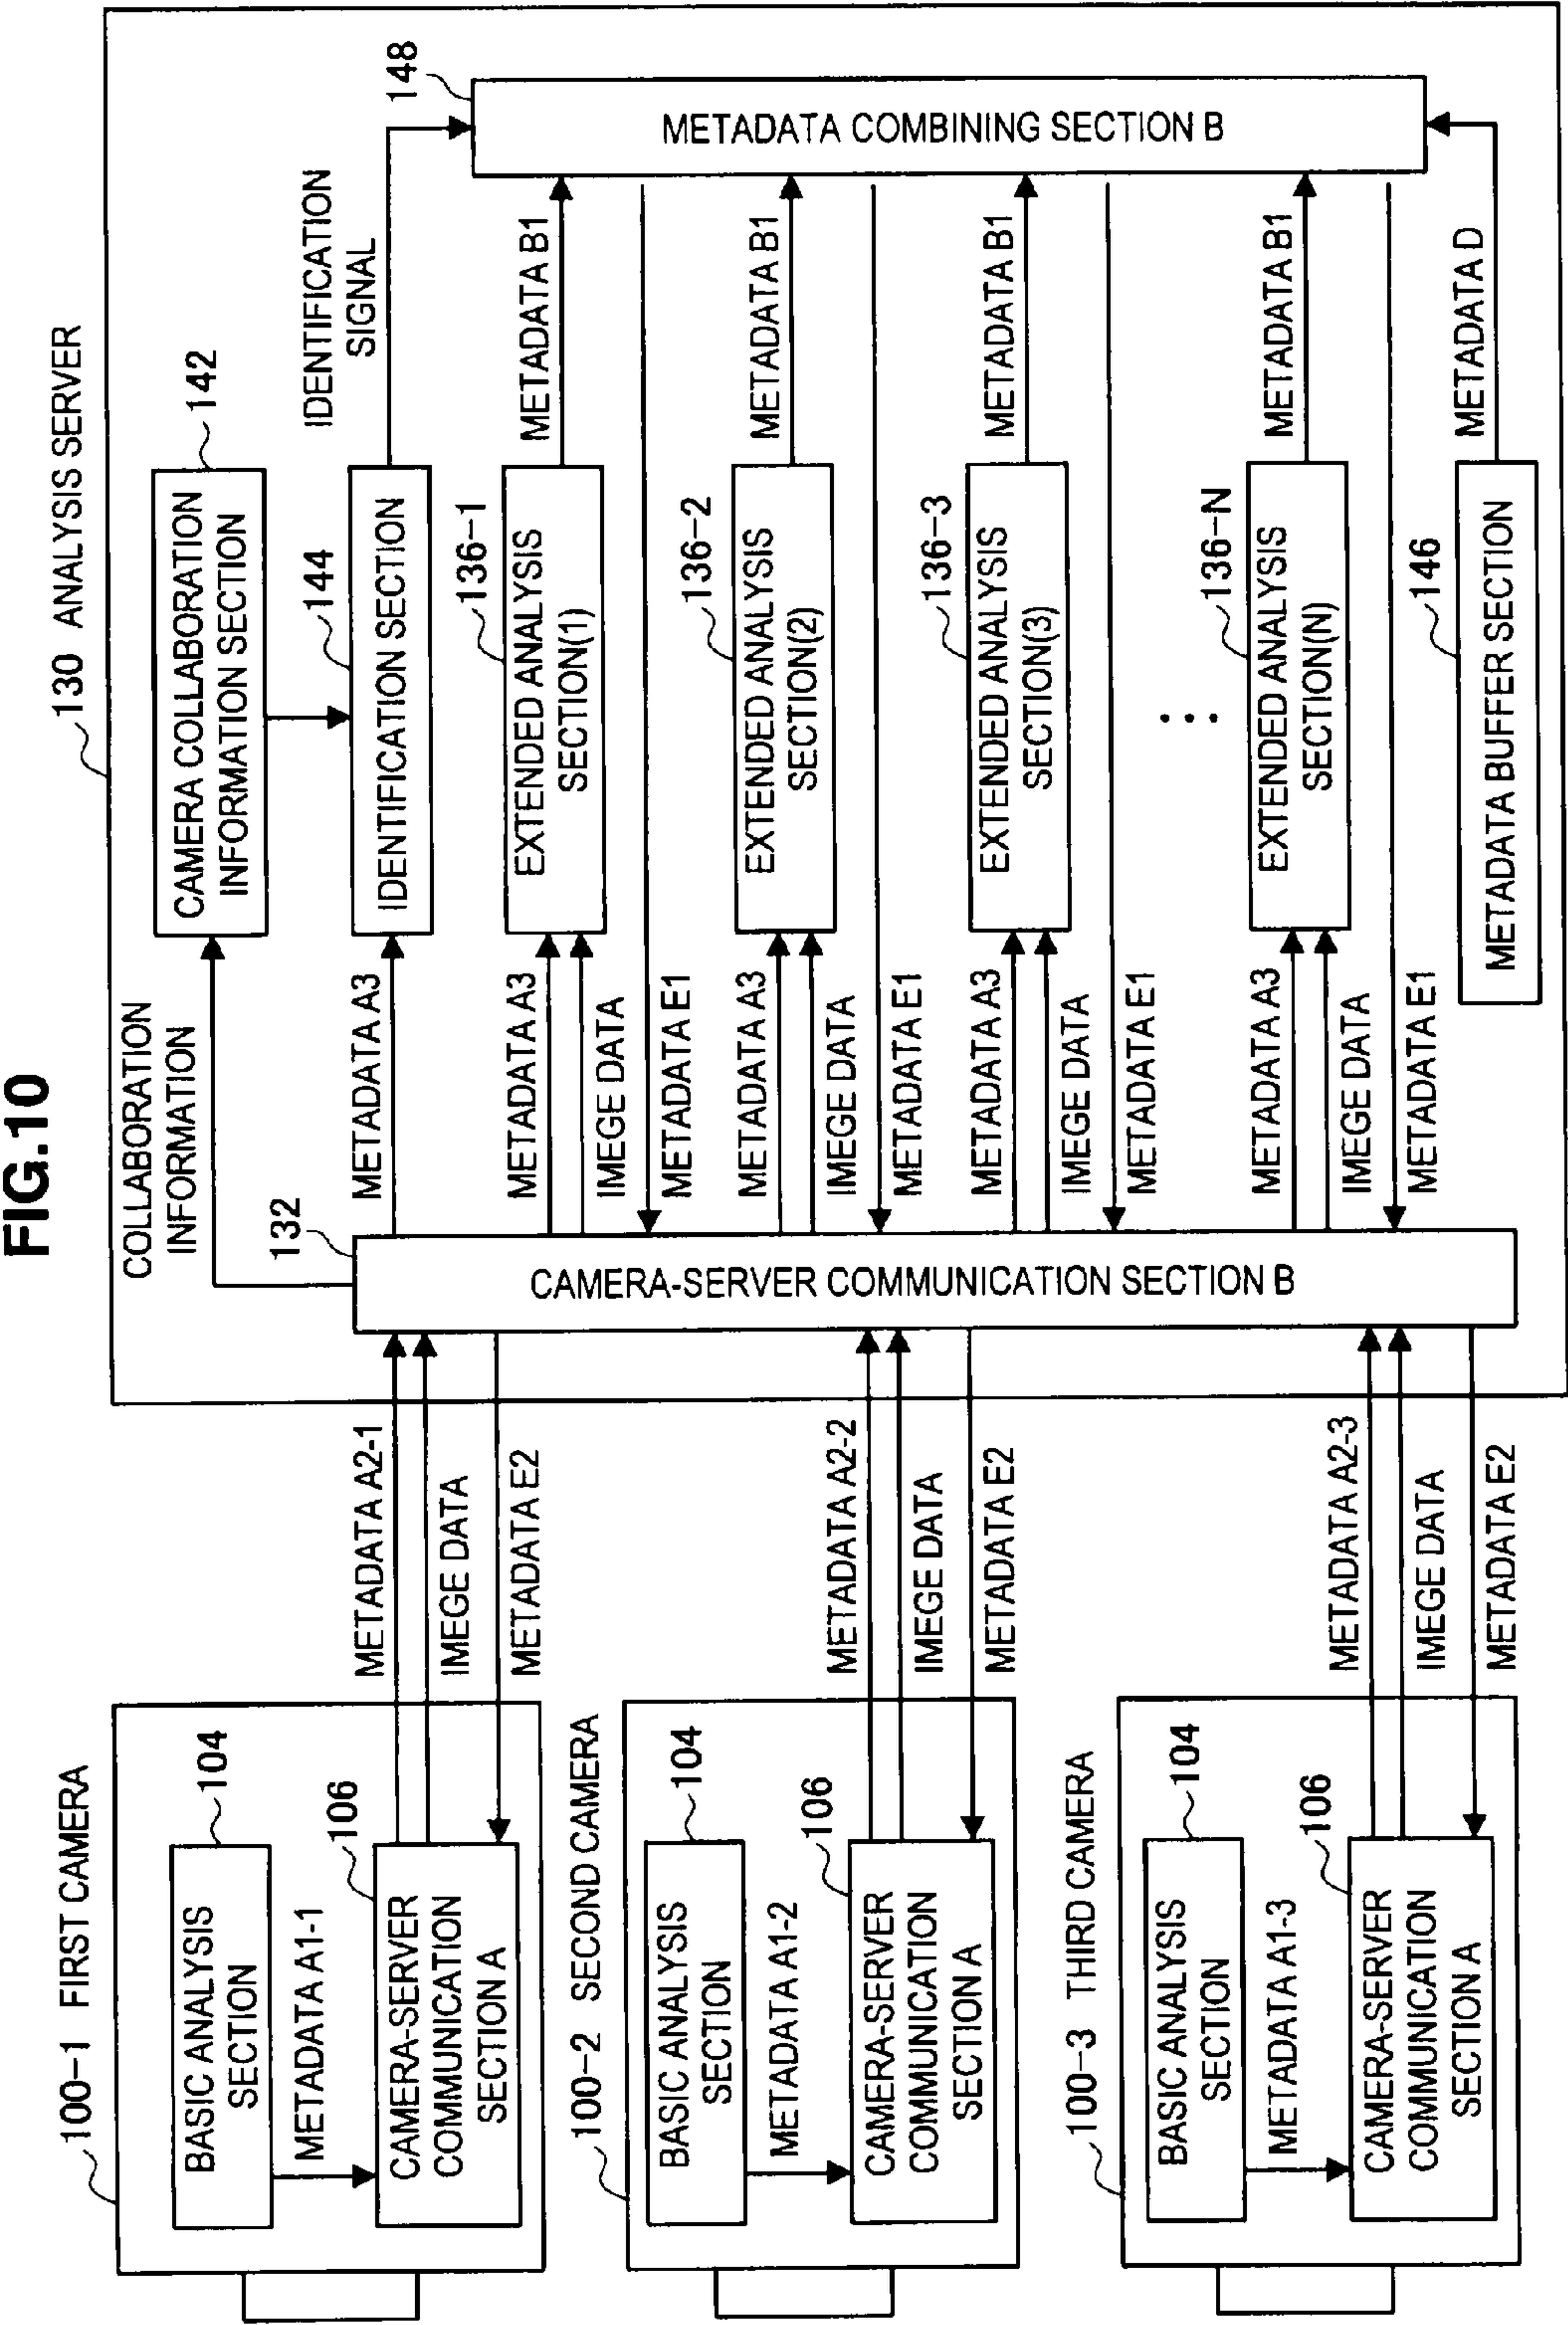 FIG.10
100-1 FIRST CAMERA
104
BASIC ANALYSIS
SECTION
METADATA A1-1
106
CAMERA-SERVER
COMMUNICATION
SECTION A
METADATA A2-1
IMEGE DATA
METADATA E2
100-2 SECOND CAMERA
104
BASIC ANALYSIS
SECTION
METADATA A1-2
106
CAMERA-SERVER
COMMUNICATION
SECTION A
METADATA A2-2
IMEGE DATA
METADATA E2
100-3 THIRD CAMERA
104
BASIC ANALYSIS
SECTION
METADATA A1-3
106
CAMERA-SERVER
COMMUNICATION
SECTION A
METADATA A2-3
IMEGE DATA
METADATA E2
130 ANALYSIS SERVER
COLLABORATION
INFORMATION
132
CAMERA-SERVER COMMUNICATION SECTION B
142
CAMERA COLLABORATION
INFORMATION SECTION
METADATA A3
144
IDENTIFICATION SECTION
IDENTIFICATION
SIGNAL
148
METADATA COMBINING SECTION B
METADATA A3
IMEGE DATA
136-1
EXTENDED ANALYSIS
SECTION(1)
METADATA B1
METADATA E1
METADATA A3
IMEGE DATA
136-2
EXTENDED ANALYSIS
SECTION(2)
METADATA B1
METADATA E1
METADATA A3
IMEGE DATA
136-3
EXTENDED ANALYSIS
SECTION(3)
METADATA B1
METADATA E1
...
METADATA A3
IMEGE DATA
136-N
EXTENDED ANALYSIS
SECTION(N)
METADATA B1
METADATA E1
146
METADATA BUFFER SECTION
METADATA D